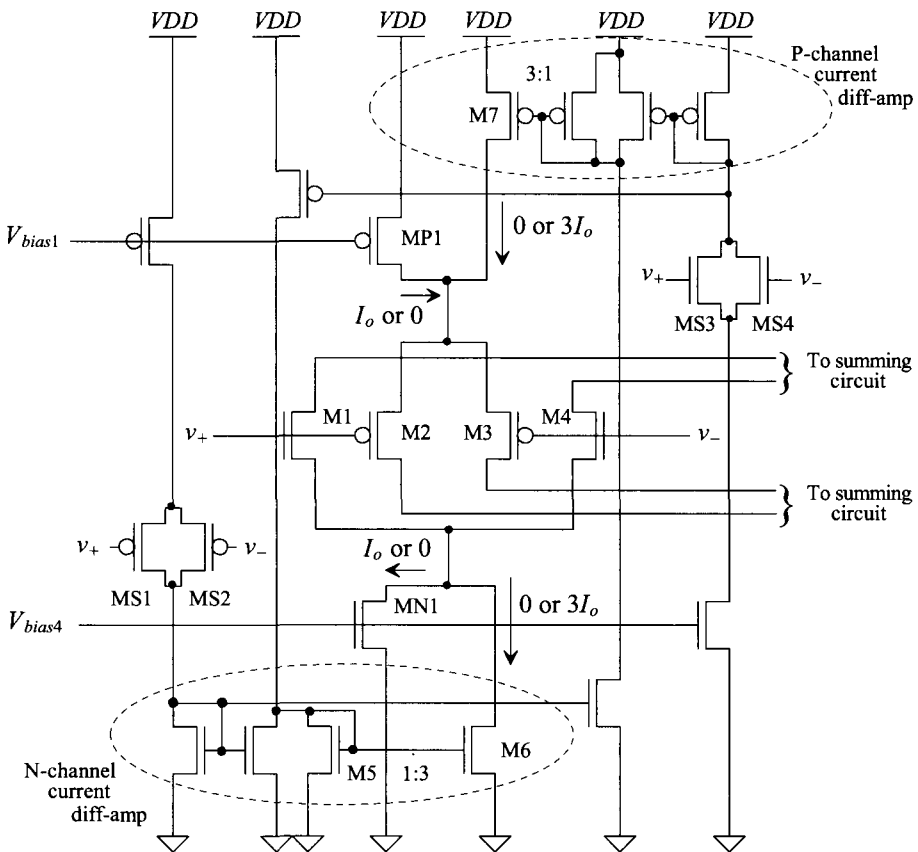 VDD VDD VDD VDD VDD VDD
P-channel
current
diff-amp
3:1
M7
V_bias1
MP1
0 or 3I_o
I_o or 0
v_+ v_−
MS3 MS4
To summing
circuit
M1 M4
v_+ M2 M3 v_−
To summing
circuit
v_+ v_−
I_o or 0
MS1 MS2
MN1 0 or 3I_o
V_bias4
M5 1:3 M6
N-channel
current
diff-amp